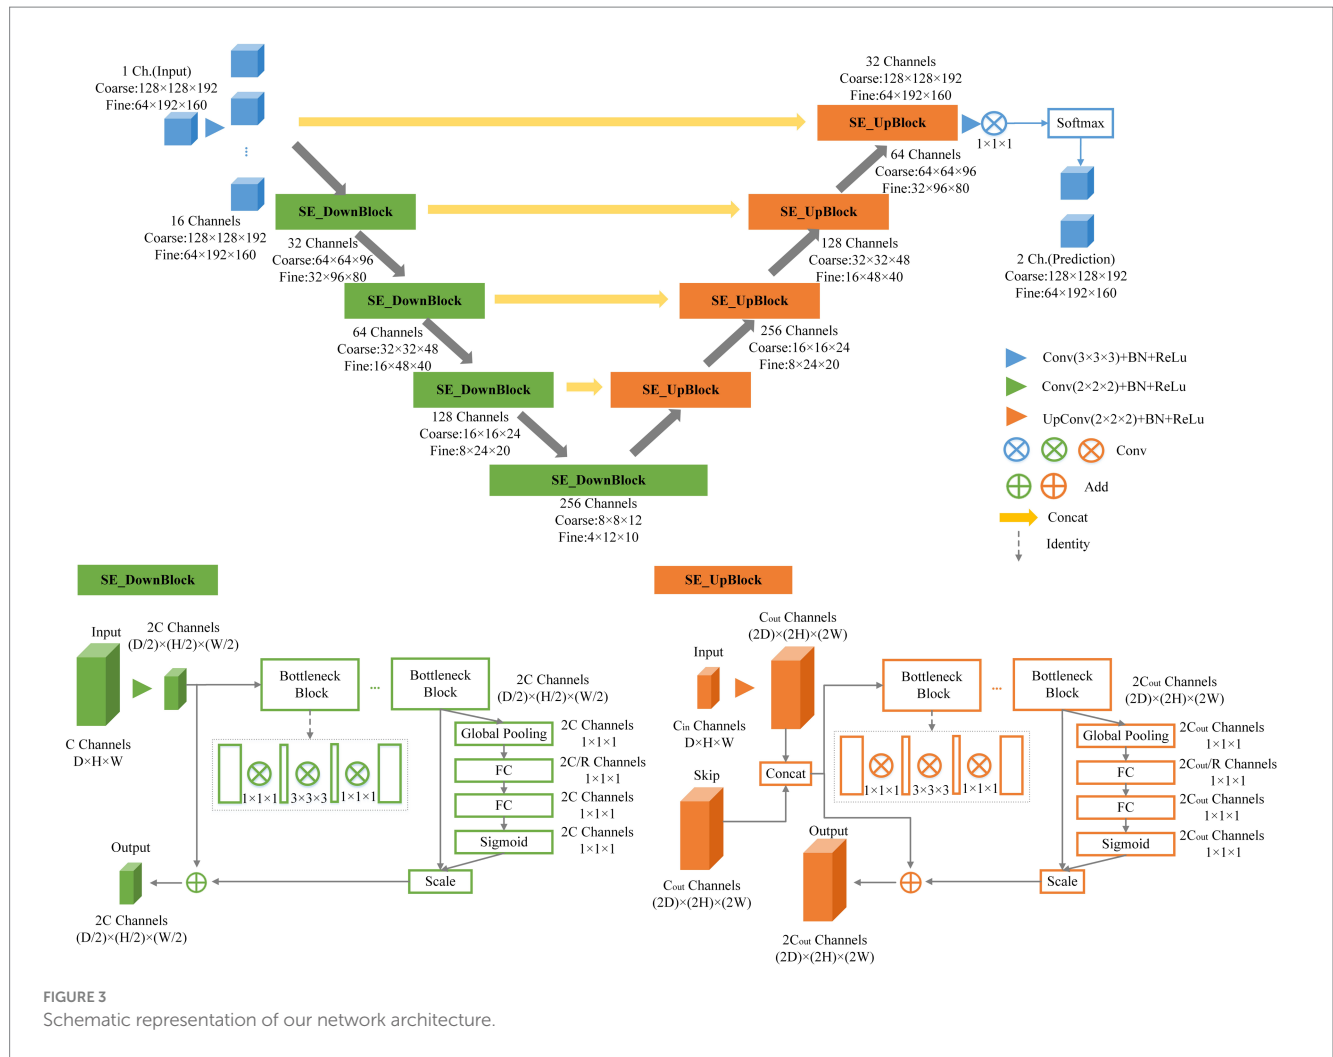 1 Ch.(Input)
Coarse:128×128×192
Fine:64×192×160
16 Channels
Coarse:128×128×192
Fine:64×192×160
SE_DownBlock
32 Channels
Coarse:64×64×96
Fine:32×96×80
SE_DownBlock
64 Channels
Coarse:32×32×48
Fine:16×48×40
SE_DownBlock
128 Channels
Coarse:16×16×24
Fine:8×24×20
SE_DownBlock
256 Channels
Coarse:8×8×12
Fine:4×12×10
SE_UpBlock
256 Channels
Coarse:16×16×24
Fine:8×24×20
SE_UpBlock
128 Channels
Coarse:32×32×48
Fine:16×48×40
SE_UpBlock
64 Channels
Coarse:64×64×96
Fine:32×96×80
32 Channels
Coarse:128×128×192
Fine:64×192×160
SE_UpBlock
1×1×1
Softmax
2 Ch.(Prediction)
Coarse:128×128×192
Fine:64×192×160
Conv(3×3×3)+BN+ReLu
Conv(2×2×2)+BN+ReLu
UpConv(2×2×2)+BN+ReLu
Conv
Add
Concat
Identity
SE_DownBlock
Input
2C Channels
(D/2)×(H/2)×(W/2)
C Channels
D×H×W
Bottleneck
Block
...
Bottleneck
Block
2C Channels
(D/2)×(H/2)×(W/2)
1×1×1
3×3×3
1×1×1
Global Pooling
2C Channels
1×1×1
FC
2C/R Channels
1×1×1
FC
2C Channels
1×1×1
Sigmoid
2C Channels
1×1×1
Scale
Output
2C Channels
(D/2)×(H/2)×(W/2)
SE_UpBlock
Input
Cout Channels
(2D)×(2H)×(2W)
Cin Channels
D×H×W
Skip
Concat
Cout Channels
(2D)×(2H)×(2W)
Bottleneck
Block
...
Bottleneck
Block
2Cout Channels
(2D)×(2H)×(2W)
1×1×1
3×3×3
1×1×1
Global Pooling
2Cout Channels
1×1×1
FC
2Cout/R Channels
1×1×1
FC
2Cout Channels
1×1×1
Sigmoid
2Cout Channels
1×1×1
Scale
Output
2Cout Channels
(2D)×(2H)×(2W)
FIGURE 3
Schematic representation of our network architecture.